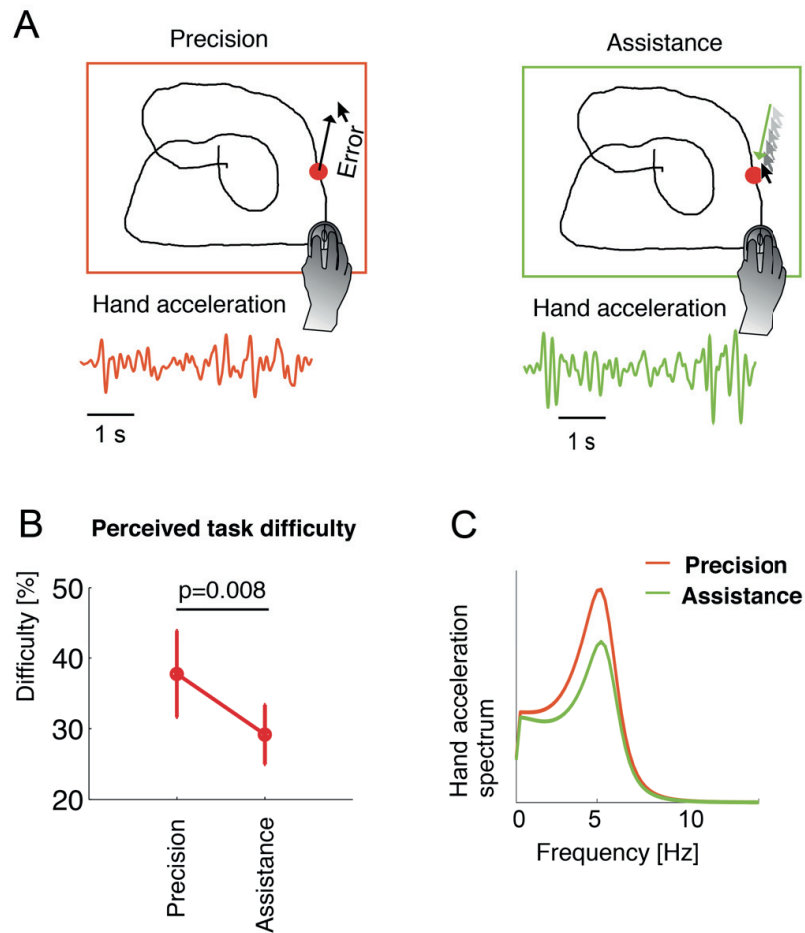 A
Precision
Error
Hand acceleration
1 s
Assistance
Hand acceleration
1 s
B
Perceived task difficulty
p=0.008
Difficulty [%]
50
40
30
20
Precision
Assistance
C
Precision
Assistance
Hand acceleration
spectrum
0 5 10
Frequency [Hz]